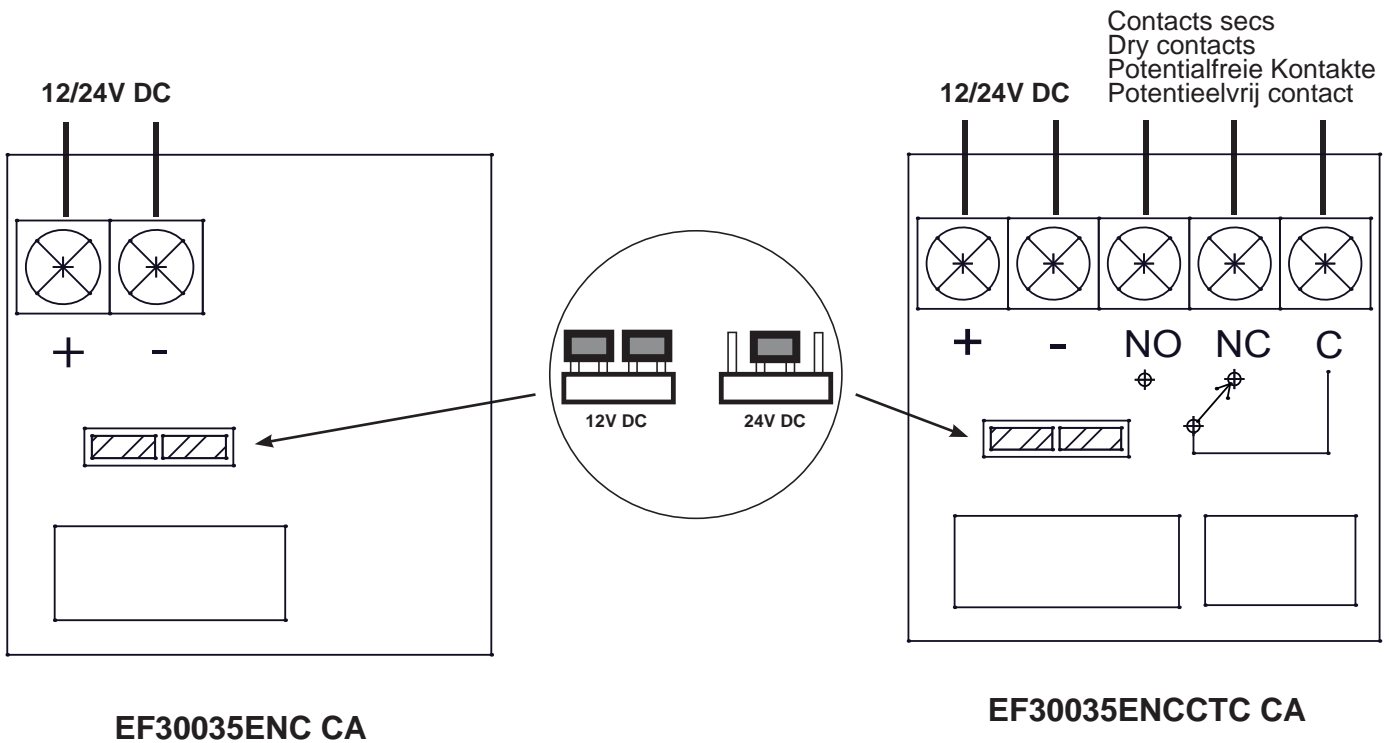 Contacts secs
Dry contacts
Potentialfreie Kontakte
Potentieelvrij contact
12/24V DC
12/24V DC
+ -
+ - NO NC C
12V DC
24V DC
EF30035ENC CA
EF30035ENCCTC CA